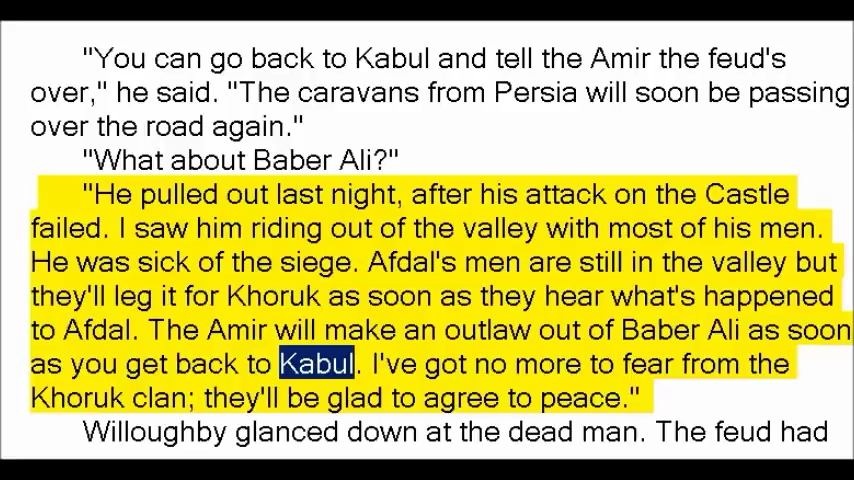 "You can go back to Kabul and tell the Amir the feud's
over," he said. "The caravans from Persia will soon be passing
over the road again."
"What about Baber Ali?"
"He pulled out last night, after his attack on the Castle
failed. I saw him riding out of the valley with most of his men.
He was sick of the siege. Afdal's men are still in the valley but
they'll leg it for Khoruk as soon as they hear what's happened
to Afdal. The Amir will make an outlaw out of Baber Ali as soon
as you get back to Kabul. I've got no more to fear from the
Khoruk clan; they'll be glad to agree to peace."
Willoughby glanced down at the dead man. The feud had